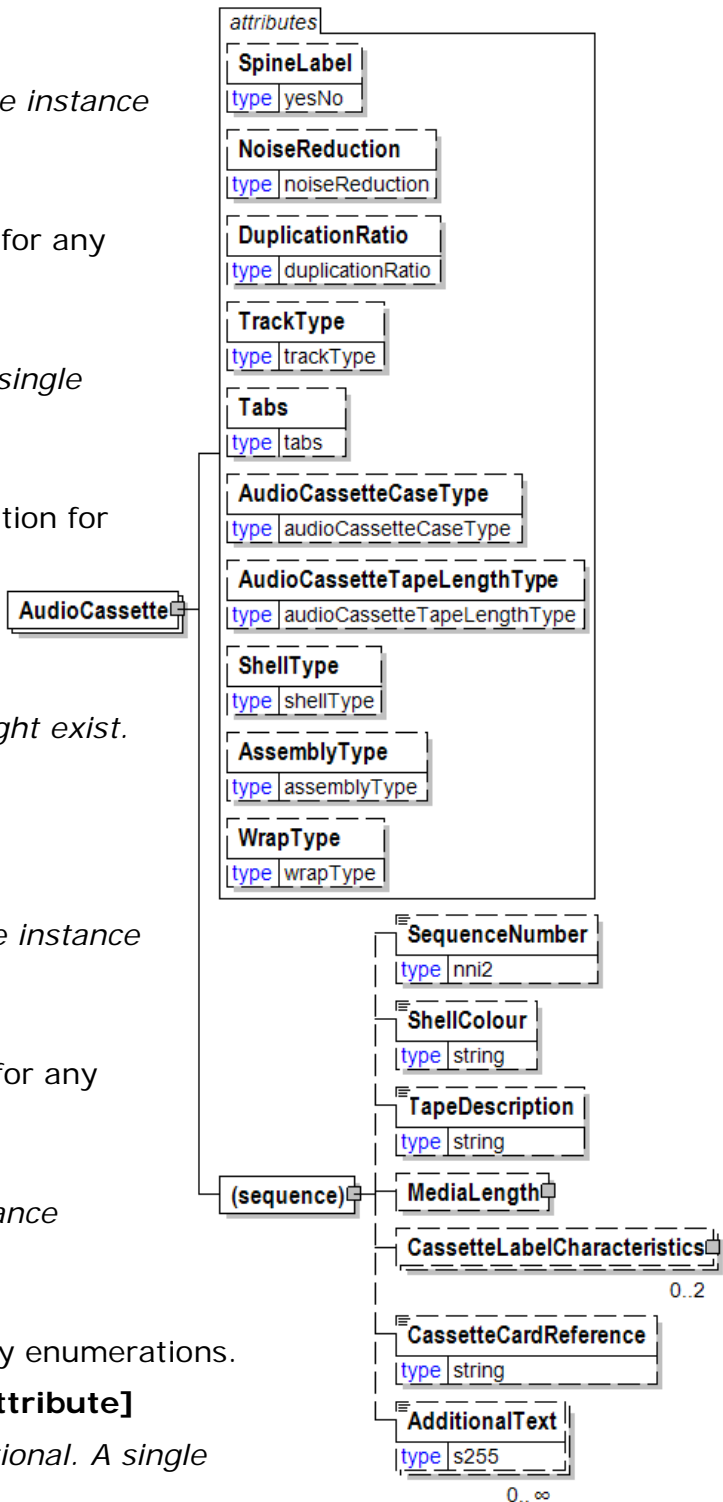 attributes
SpineLabel
type yesNo
e instance
NoiseReduction
type noiseReduction
for any
DuplicationRatio
type duplicationRatio
TrackType
type trackType
single
Tabs
type tabs
AudioCassetteCaseType
tion for
type audioCassetteCaseType
AudioCassetteTapeLengthType
AudioCassette
type audioCassetteTapeLengthType
ShellType
type shellType
ght exist.
AssemblyType
type assemblyType
WrapType
type wrapType
e instance
SequenceNumber
type nni2
ShellColour
type string
for any
TapeDescription
type string
(sequence)
MediaLength
ance
CassetteLabelCharacteristics
0..2
CassetteCardReference
y enumerations.
type string
ttribute]
AdditionalText
tional. A single
type s255
0..∞